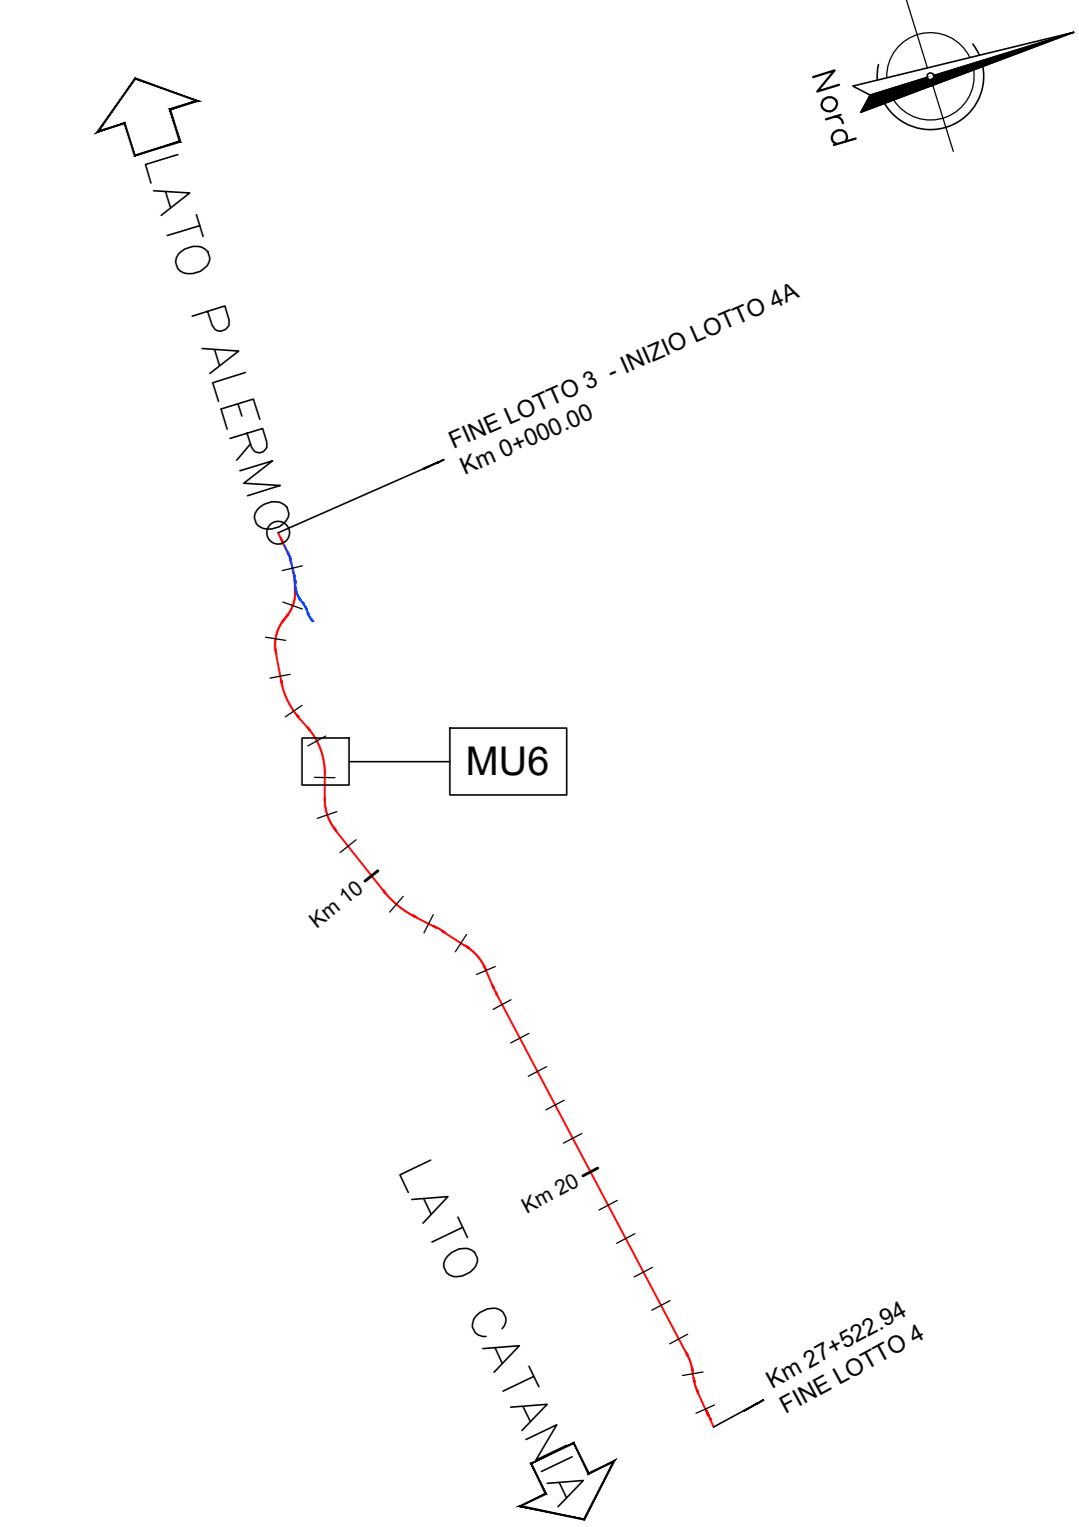 Nord
LATO PALERMO
FINE LOTTO 3 - INIZIO LOTTO 4A
Km 0+000.00
MU6
Km 10
Km 20
LATO CATANIA
Km 27+522.94
FINE LOTTO 4